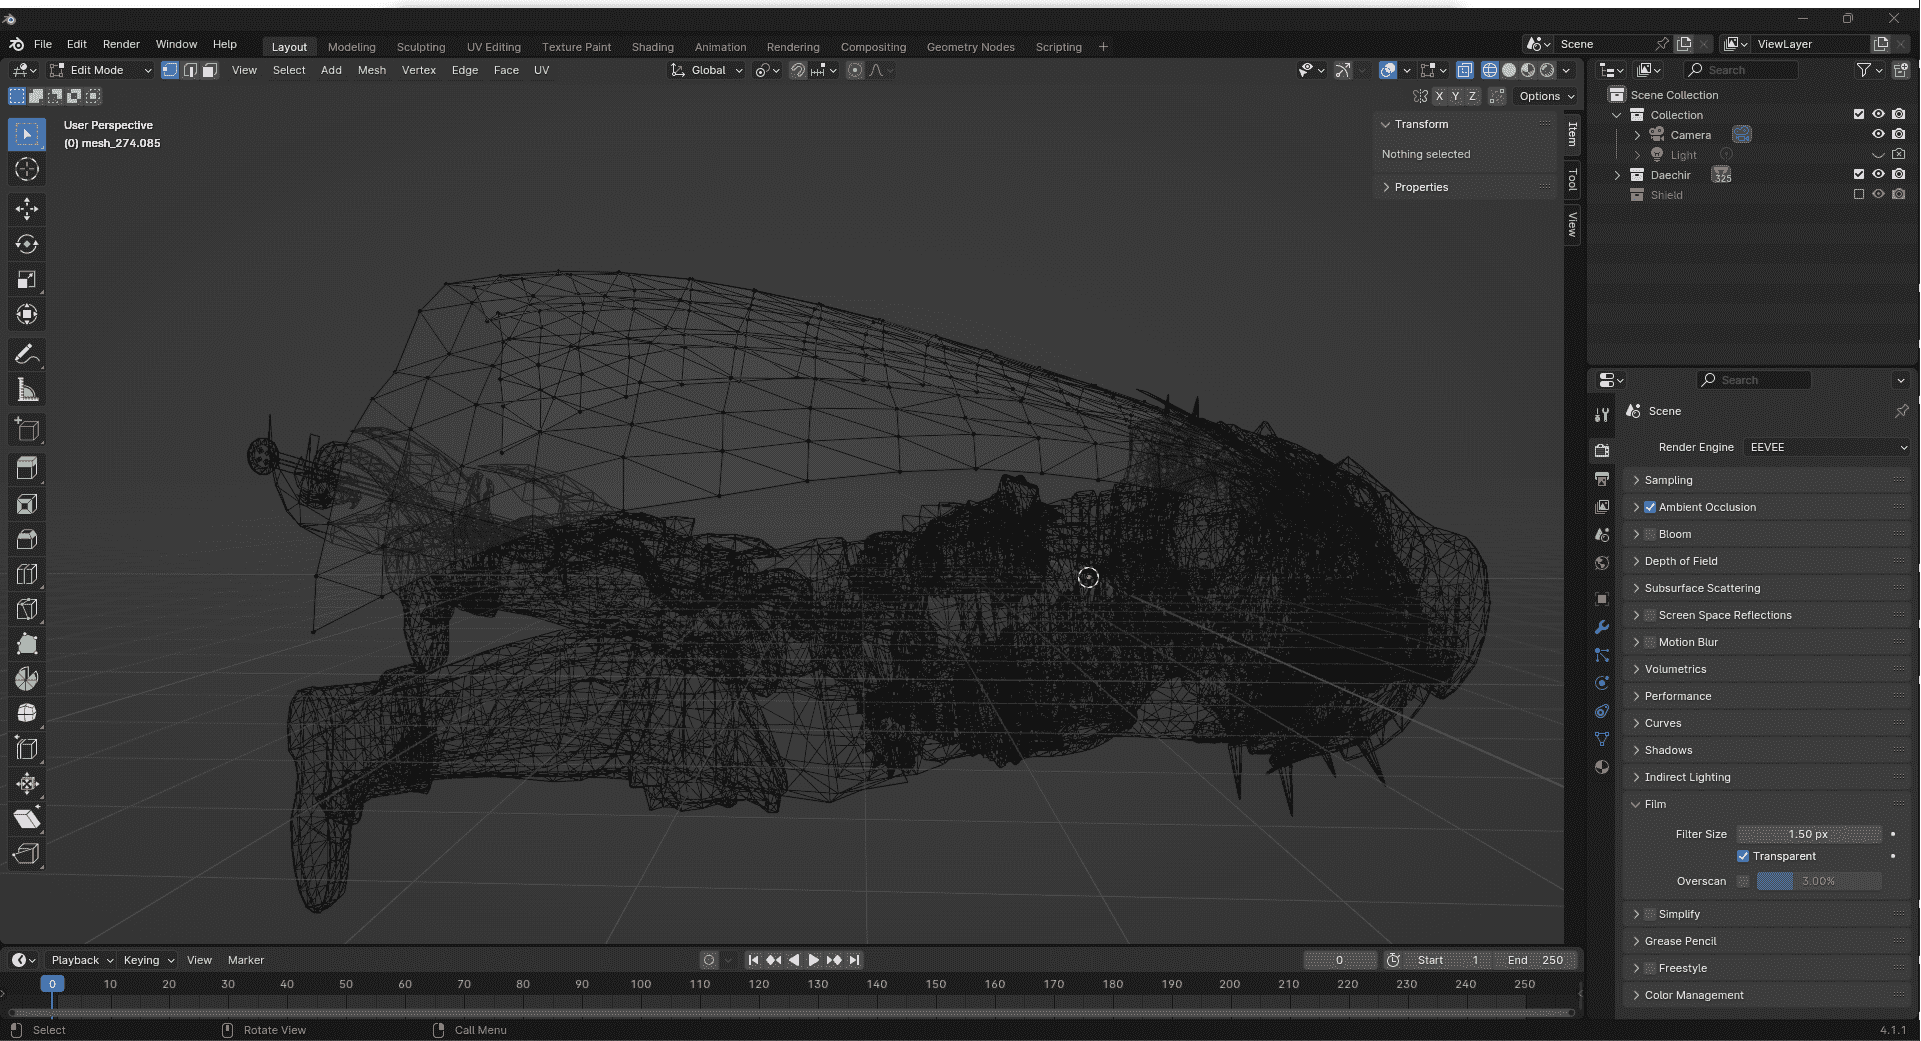 File Edit Render Window Help Layout Modeling Sculpting UV Editing Texture Paint Shading Animation Rendering Compositing Geometry Nodes Scripting + Scene ViewLayer
Edit Mode View Select Add Mesh Vertex Edge Face UV Global Search
X Y Z Options
User Perspective
(0) mesh_274.085
Transform
Nothing selected
Properties
Item
Tool
View
Scene Collection
Collection
Camera
Light
Daechir 325
Shield
Search
Scene
Render Engine EEVEE
Sampling
Ambient Occlusion
Bloom
Depth of Field
Subsurface Scattering
Screen Space Reflections
Motion Blur
Volumetrics
Performance
Curves
Shadows
Indirect Lighting
Film
Filter Size 1.50 px
Transparent
Overscan 3.00%
Simplify
Grease Pencil
Freestyle
Color Management
Playback Keying View Marker 0 Start 1 End 250
0 10 20 30 40 50 60 70 80 90 100 110 120 130 140 150 160 170 180 190 200 210 220 230 240 250
Select Rotate View Call Menu 4.1.1